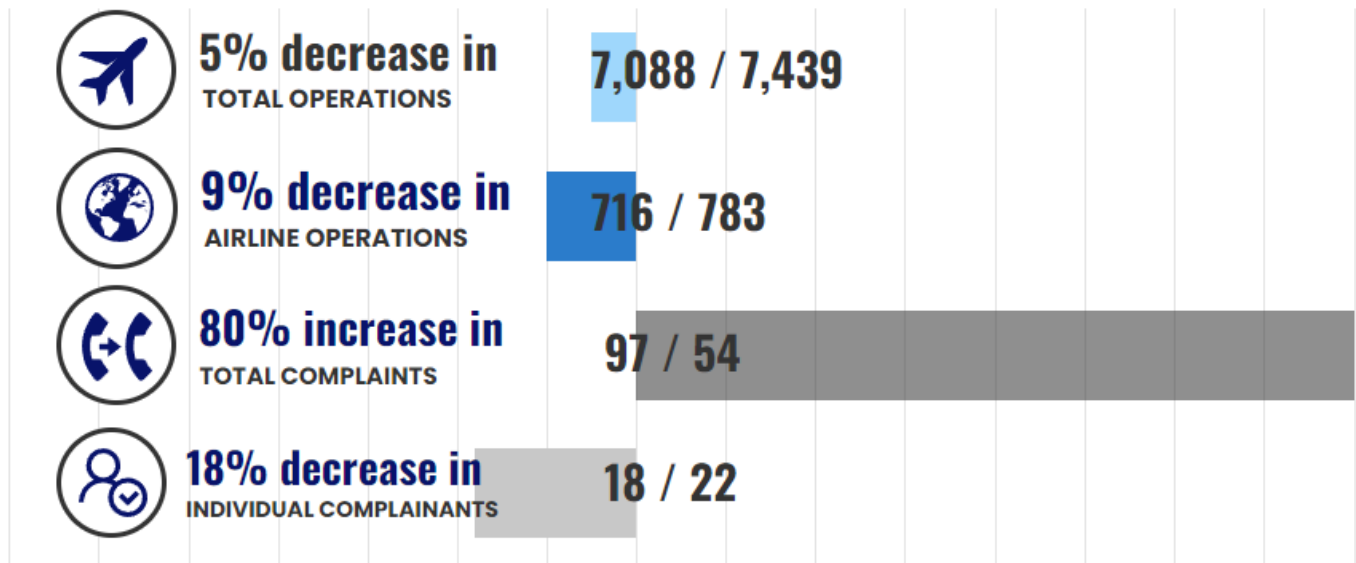 5% decrease in
TOTAL OPERATIONS
7,088 / 7,439
9% decrease in
AIRLINE OPERATIONS
716 / 783
80% increase in
TOTAL COMPLAINTS
97 / 54
18% decrease in
INDIVIDUAL COMPLAINANTS
18 / 22